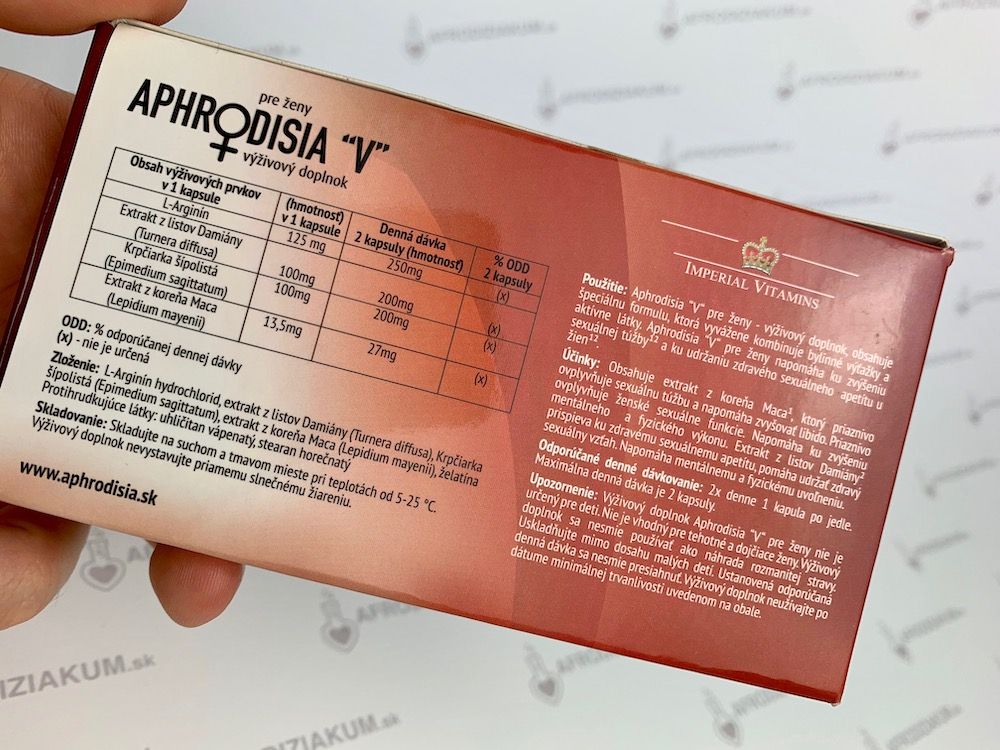 pre ženy
APHRODISIA "V"
výživový doplnok
Obsah výživových prvkov
v 1 kapsule
(hmotnosť)
v 1 kapsule
Denná dávka
2 kapsuly (hmotnosť)
% ODD
2 kapsuly
L-Arginín
125 mg
250mg
(x)
Extrakt z listov Damiány
(Turnera diffusa)
100mg
200mg
(x)
Krpčiarka šípolistá
(Epimedium sagittatum)
100mg
200mg
(x)
Extrakt z koreňa Maca
(Lepidium mayenii)
13,5mg
27mg
(x)
ODD: % odporúčanej dennej dávky
(x) - nie je určená
Zloženie: L-Arginín hydrochlorid, extrakt z listov Damiány (Turnera diffusa), Krpčiarka
šípolistá (Epimedium sagittatum), extrakt z koreňa Maca (Lepidium mayenii), želatína
Protihrudkujúce látky: uhličitan vápenatý, stearan horečnatý
Skladovanie: Skladujte na suchom a tmavom mieste pri teplotách od 5-25 °C.
Výživový doplnok nevystavujte priamemu slnečnému žiareniu.
www.aphrodisia.sk
IMPERIAL VITAMINS
Použitie: Aphrodisia "V" pre ženy - výživový doplnok, obsahuje
špeciálnu formulu, ktorá vyvážene kombinuje bylinné výťažky a
aktívne látky. Aphrodisia "V" pre ženy napomáha ku zvýšeniu
sexuálnej túžby¹² a ku udržaniu zdravého sexuálneho apetítu u
žien¹².
Účinky: Obsahuje extrakt z koreňa Maca¹, ktorý priaznivo
ovplyvňuje sexuálnu túžbu a napomáha zvyšovať libido. Priaznivo
ovplyvňuje ženské sexuálne funkcie. Napomáha ku zvýšeniu
mentálneho a fyzického výkonu. Extrakt z listov Damiány²
prispieva ku zdravému sexuálnemu apetítu, pomáha udržať zdravý
sexuálny vzťah. Napomáha mentálnemu a fyzickému uvoľneniu.
Odporúčané denné dávkovanie: 2x denne 1 kapula po jedle.
Maximálna denná dávka je 2 kapsuly.
Upozornenie: Výživový doplnok Aphrodisia "V" pre ženy nie je
určený pre deti. Nie je vhodný pre tehotné a dojčiace ženy. Výživový
doplnok sa nesmie používať ako náhrada rozmanitej stravy.
Uskladňujte mimo dosahu malých detí. Ustanovená odporúčaná
denná dávka sa nesmie presiahnuť. Výživový doplnok neužívajte po
dátume minimálnej trvanlivosti uvedenom na obale.
AFRODIZIAKUM.sk